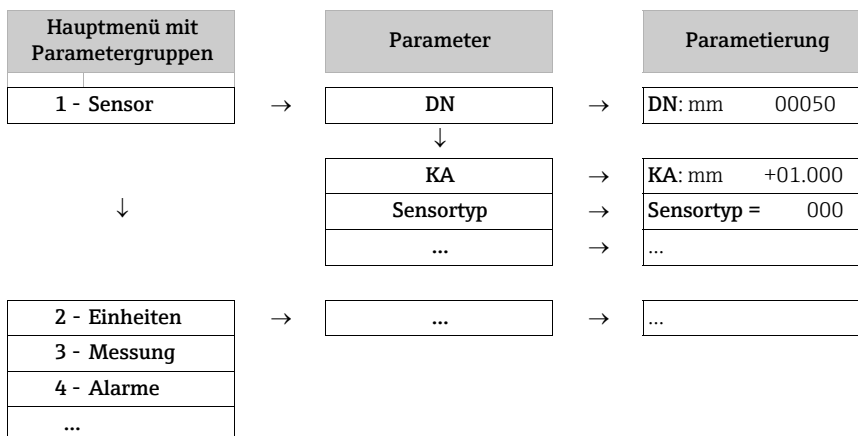 Hauptmenü mit
Parametergruppen
Parameter
Parametierung
1 - Sensor → DN → DN: mm 00050
↓
KA → KA: mm +01.000
↓ Sensortyp → Sensortyp = 000
... → ...
2 - Einheiten → ... → ...
3 - Messung
4 - Alarme
...